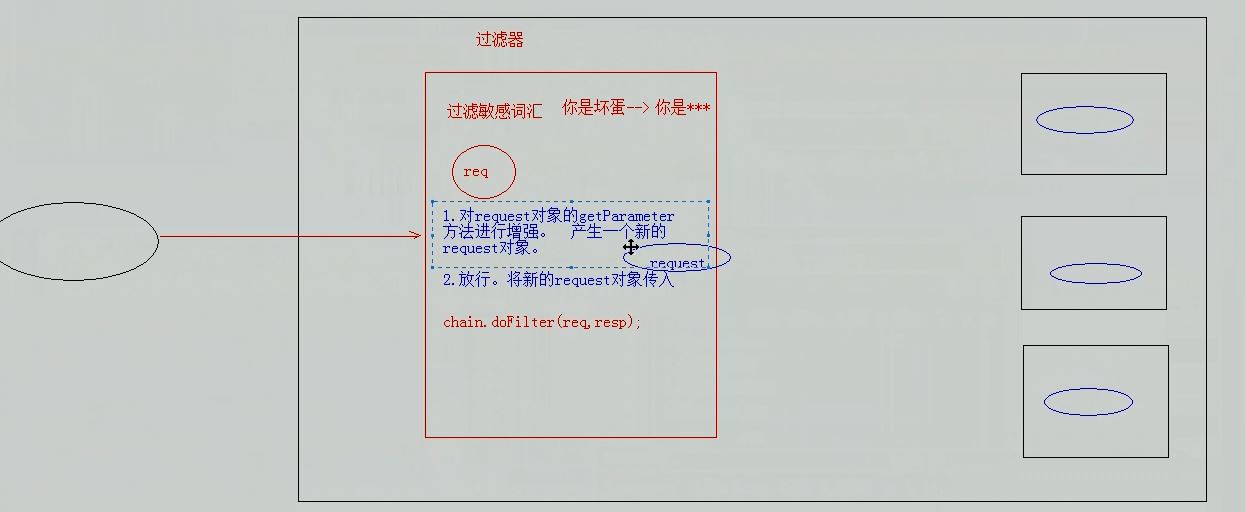 过滤器
过滤敏感词汇 你是坏蛋--> 你是***
req
1.对request对象的getParameter
方法进行增强。 产生一个新的
request对象。
request
2.放行。将新的request对象传入
chain.doFilter(req,resp);